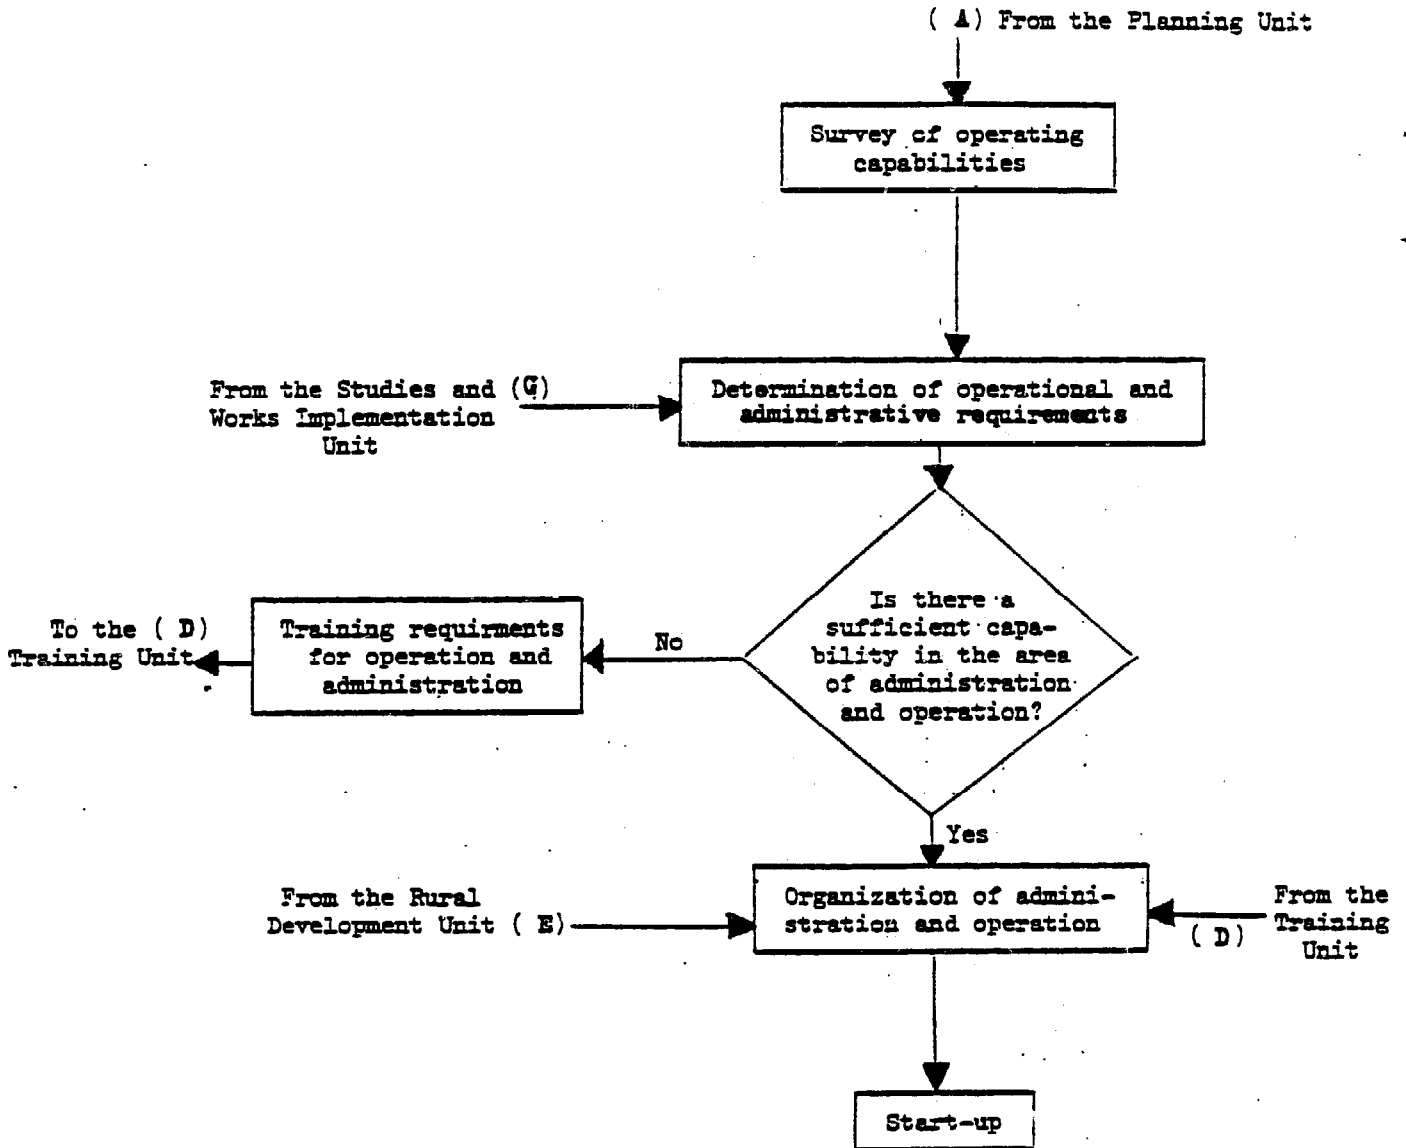 ( A ) From the Planning Unit
Survey of operating
capabilities
From the Studies and (G)
Works Implementation
Unit
Determination of operational and
administrative requirements
Is there a
sufficient capa-
bility in the area
of administration
and operation?
No
Training requirments
for operation and
administration
To the ( D )
Training Unit
Yes
From the Rural
Development Unit ( E )
Organization of admini-
stration and operation
From the
Training
Unit
( D )
Start-up